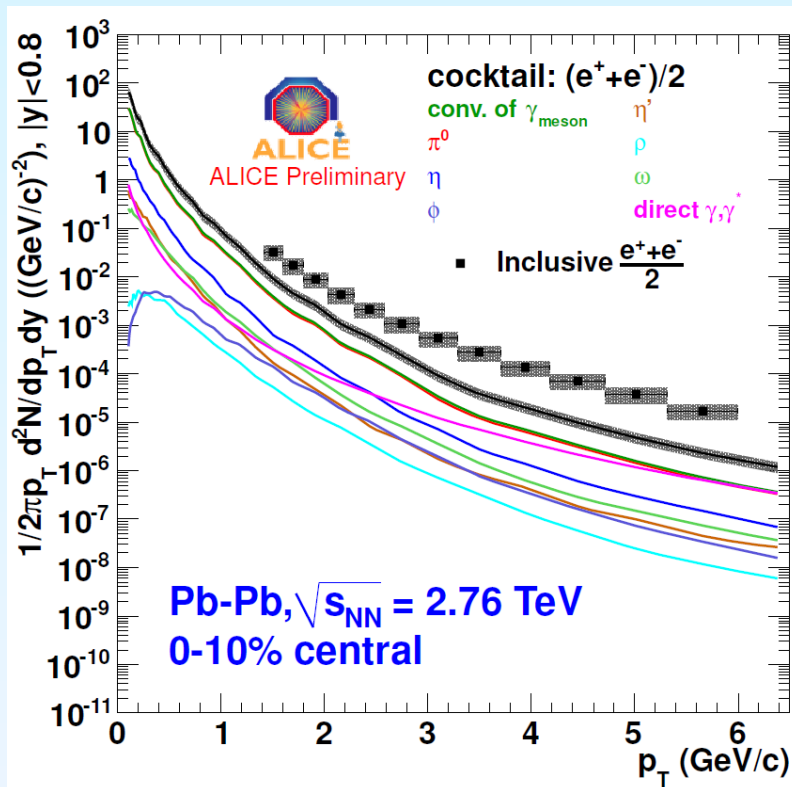 1/2πp_T d²N/dp_Tdy ((GeV/c)⁻²), |y|<0.8
10³
10²
10
1
10⁻¹
10⁻²
10⁻³
10⁻⁴
10⁻⁵
10⁻⁶
10⁻⁷
10⁻⁸
10⁻⁹
10⁻¹⁰
10⁻¹¹
ALICE
ALICE Preliminary
cocktail: (e⁺+e⁻)/2
conv. of γ_meson η'
π⁰ ρ
η ω
φ direct γ,γ*
Inclusive (e⁺+e⁻)/2
Pb-Pb, √s_NN = 2.76 TeV
0-10% central
0 1 2 3 4 5 6
p_T (GeV/c)